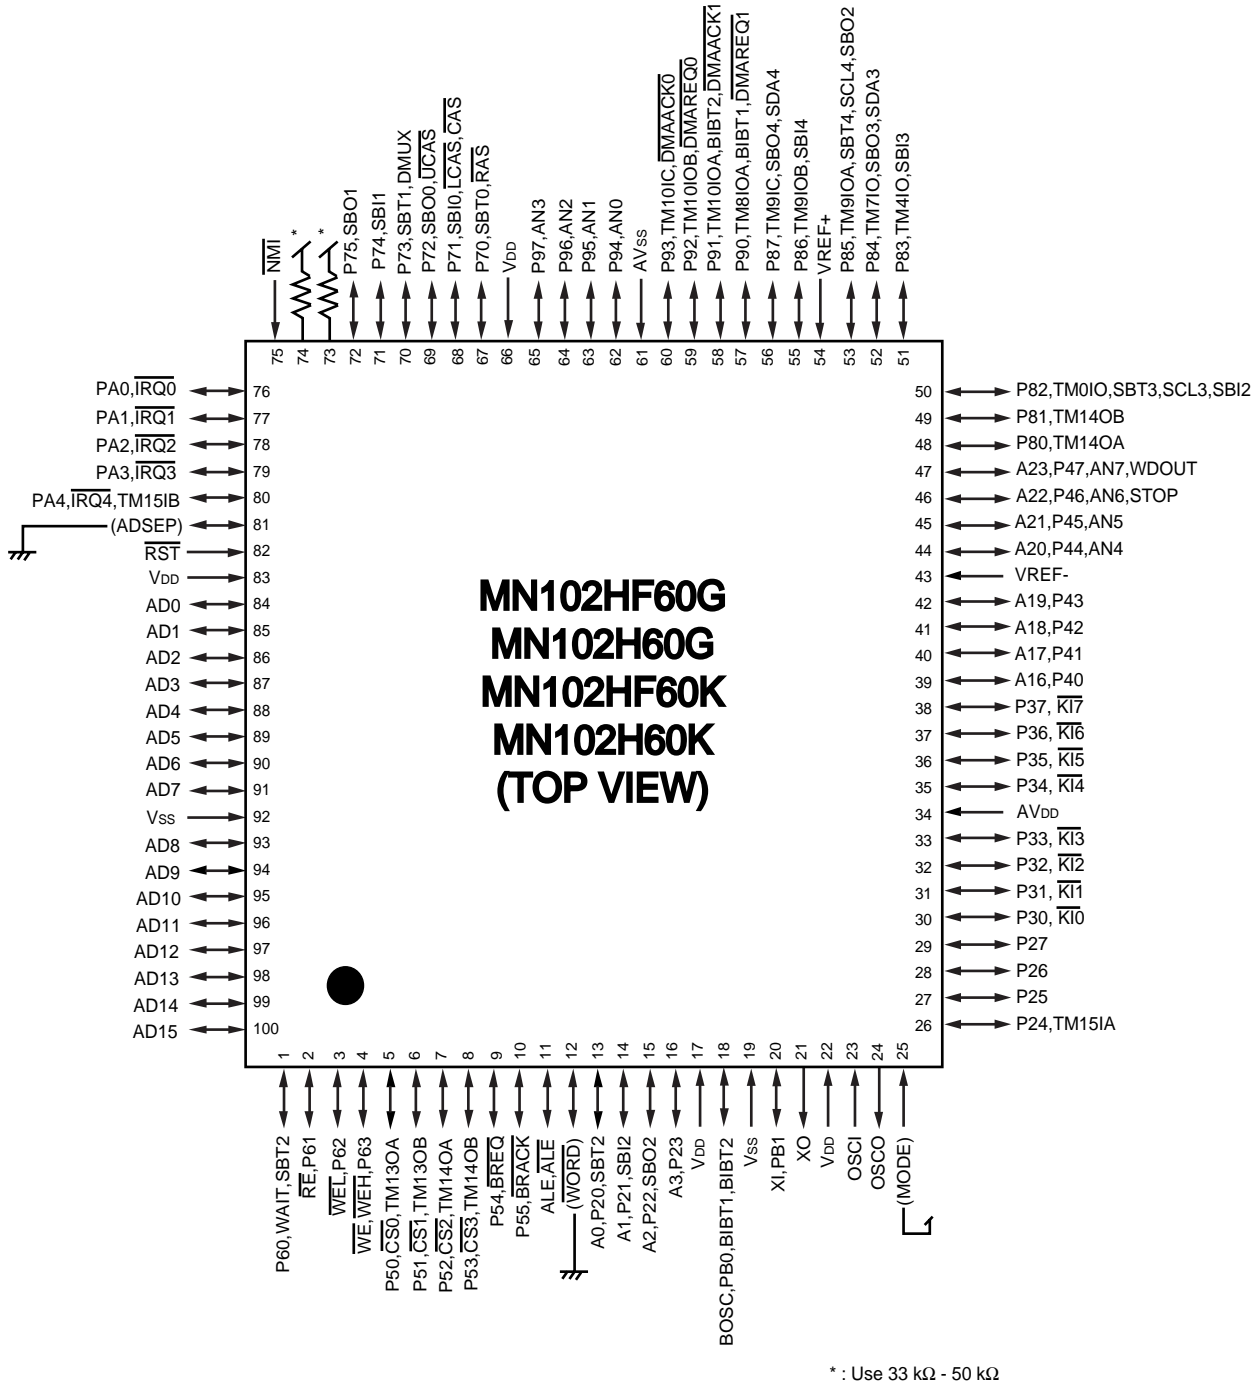 NMI
*
*
P75,SBO1
P74,SBI1
P73,SBT1,DMUX
P72,SBO0,UCAS
P71,SBI0,LCAS,CAS
P70,SBT0,RAS
VDD
P97,AN3
P96,AN2
P95,AN1
P94,AN0
AVSS
P93,TM10IC,DMAACK0
P92,TM10IOB,DMAREQ0
P91,TM10IOA,BIBT2,DMAACK1
P90,TM8IOA,BIBT1,DMAREQ1
P87,TM9IC,SBO4,SDA4
P86,TM9IOB,SBI4
VREF+
P85,TM9IOA,SBT4,SCL4,SBO2
P84,TM7IO,SBO3,SDA3
P83,TM4IO,SBI3
75 74 73 72 71 70 69 68 67 66 65 64 63 62 61 60 59 58 57 56 55 54 53 52 51
PA0,IRQ0 76
PA1,IRQ1 77
PA2,IRQ2 78
PA3,IRQ3 79
PA4,IRQ4,TM15IB 80
(ADSEP) 81
RST 82
VDD 83
AD0 84
AD1 85
AD2 86
AD3 87
AD4 88
AD5 89
AD6 90
AD7 91
VSS 92
AD8 93
AD9 94
AD10 95
AD11 96
AD12 97
AD13 98
AD14 99
AD15 100
MN102HF60G
MN102H60G
MN102HF60K
MN102H60K
(TOP VIEW)
50 P82,TM0IO,SBT3,SCL3,SBI2
49 P81,TM14OB
48 P80,TM14OA
47 A23,P47,AN7,WDOUT
46 A22,P46,AN6,STOP
45 A21,P45,AN5
44 A20,P44,AN4
43 VREF-
42 A19,P43
41 A18,P42
40 A17,P41
39 A16,P40
38 P37, KI7
37 P36, KI6
36 P35, KI5
35 P34, KI4
34 AVDD
33 P33, KI3
32 P32, KI2
31 P31, KI1
30 P30, KI0
29 P27
28 P26
27 P25
26 P24,TM15IA
1 2 3 4 5 6 7 8 9 10 11 12 13 14 15 16 17 18 19 20 21 22 23 24 25
P60,WAIT,SBT2
RE,P61
WEL,P62
WE,WEH,P63
P50,CS0,TM13OA
P51,CS1,TM13OB
P52,CS2,TM14OA
P53,CS3,TM14OB
P54,BREQ
P55,BRACK
ALE,ALE
(WORD)
A0,P20,SBT2
A1,P21,SBI2
A2,P22,SBO2
A3,P23
VDD
BOSC,PB0,BIBT1,BIBT2
VSS
XI,PB1
XO
VDD
OSCI
OSCO
(MODE)
* : Use 33 kΩ - 50 kΩ